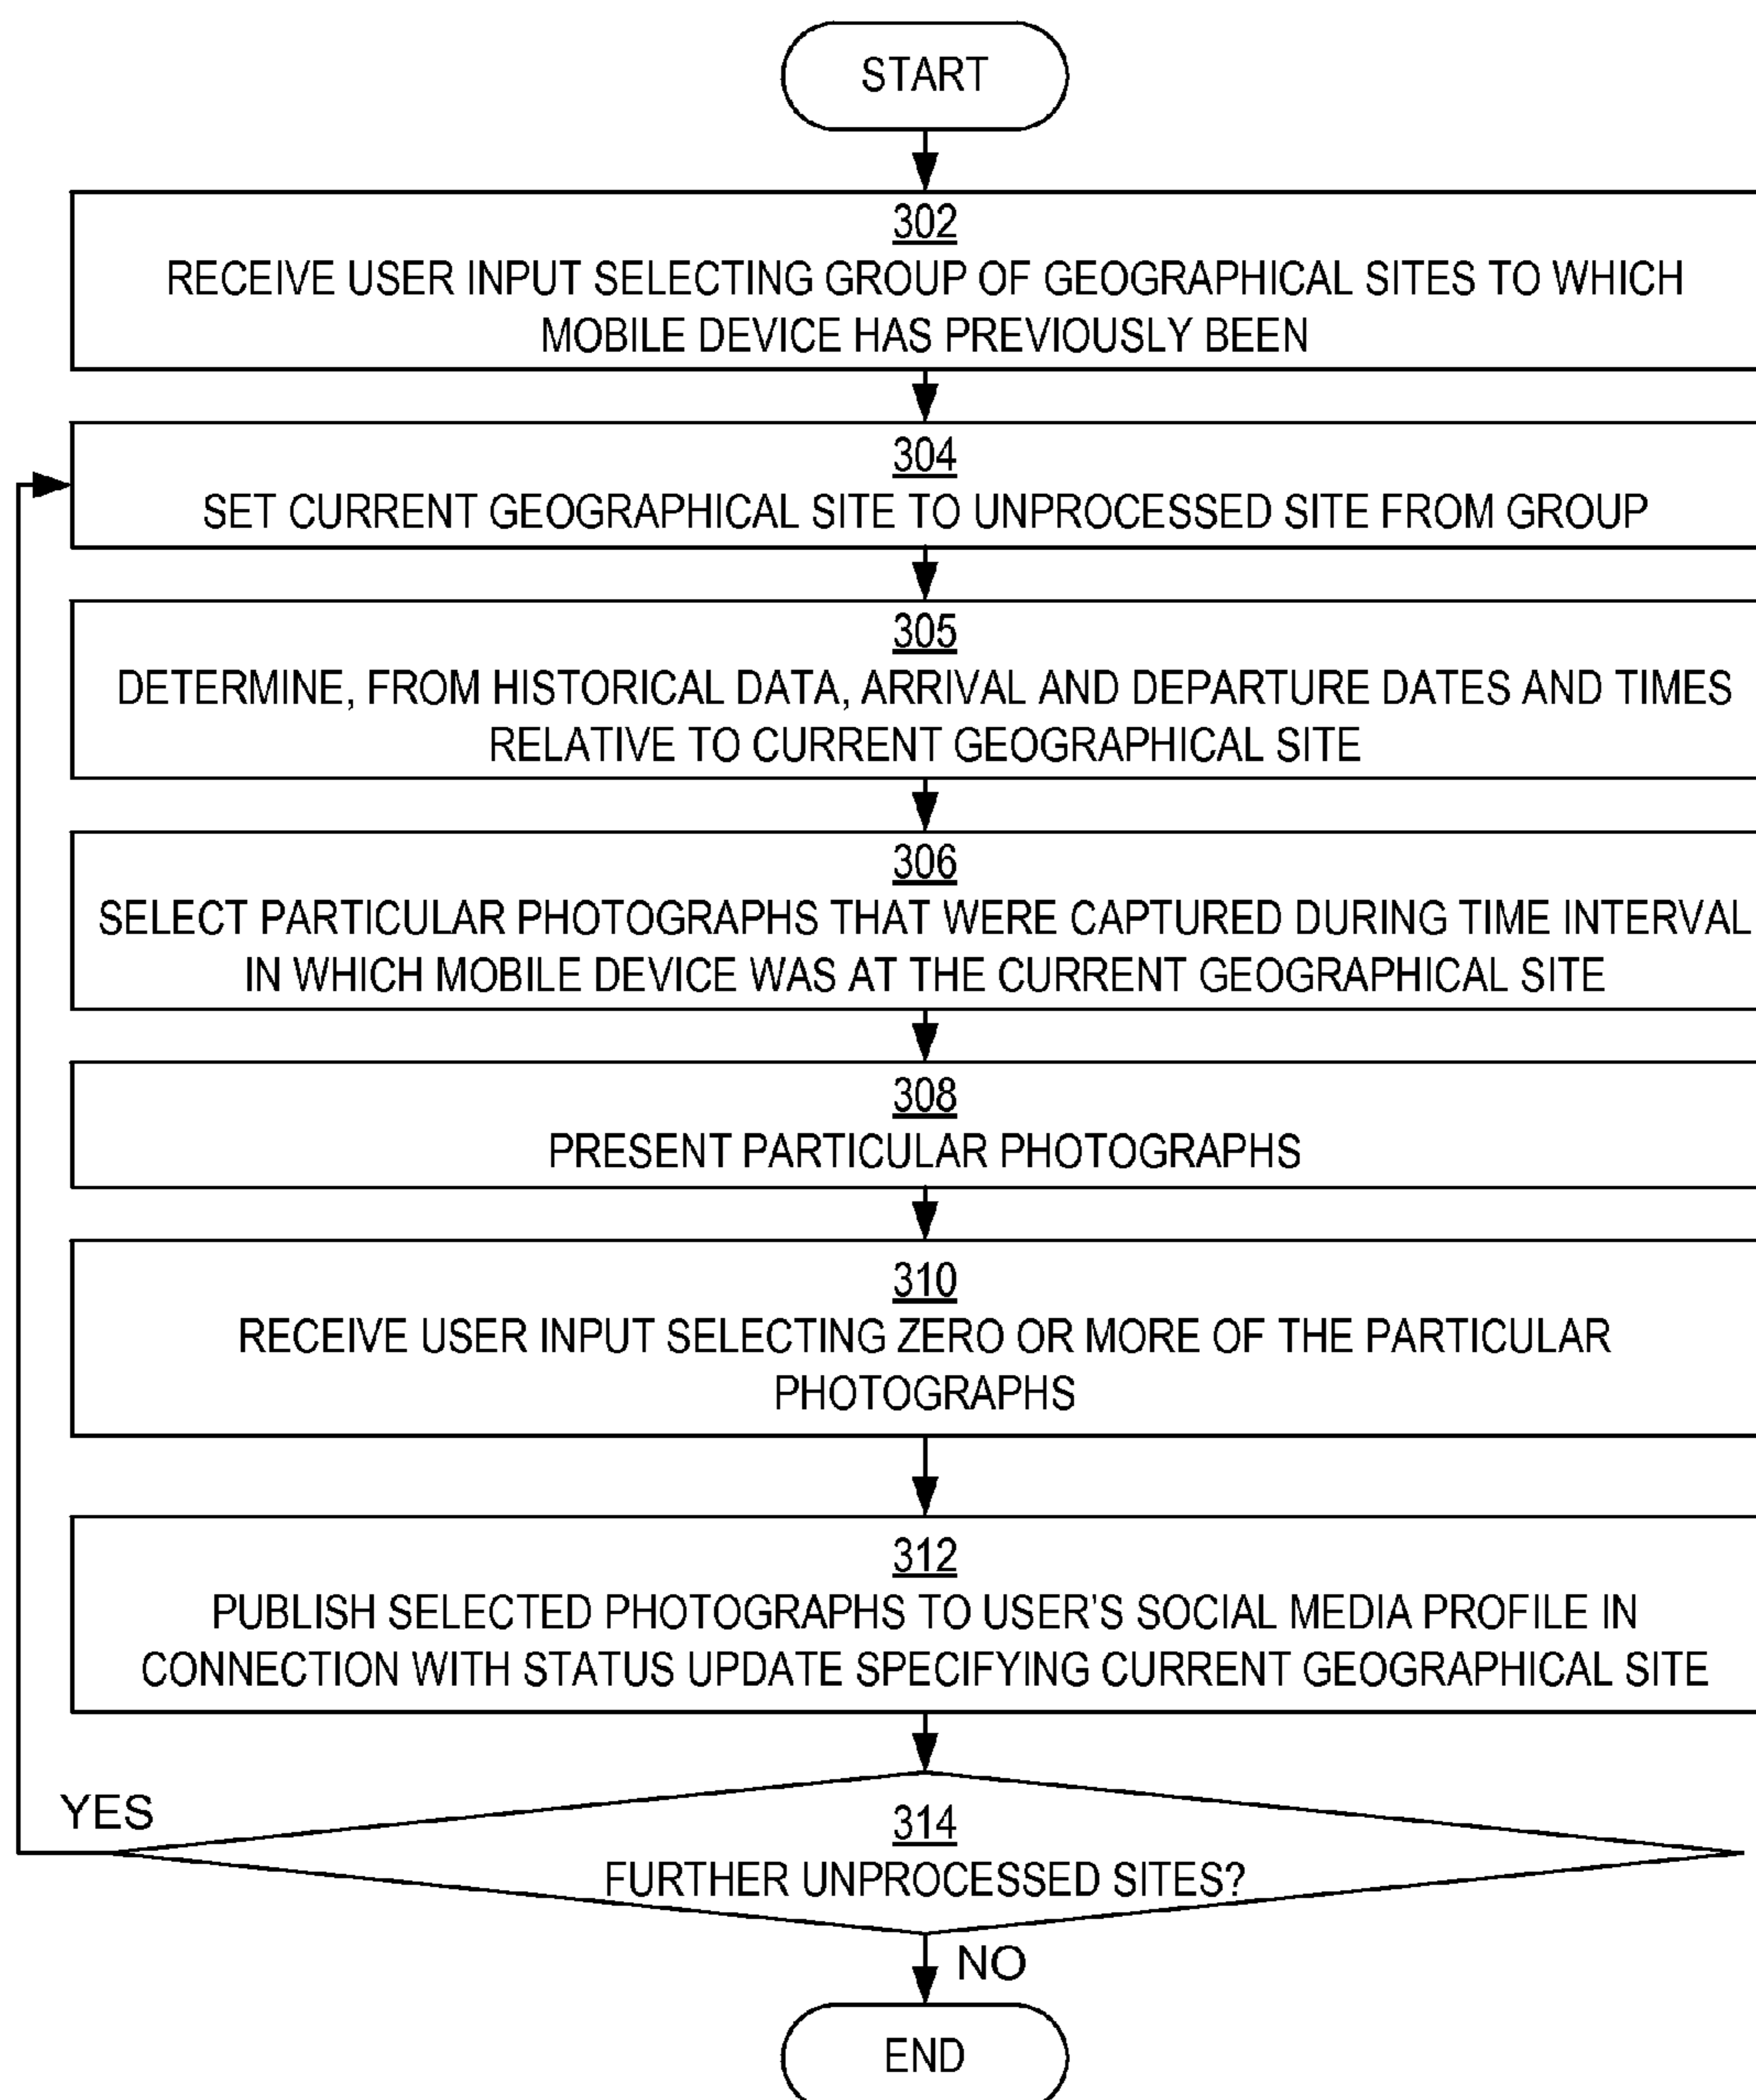 START
302
RECEIVE USER INPUT SELECTING GROUP OF GEOGRAPHICAL SITES TO WHICH
MOBILE DEVICE HAS PREVIOUSLY BEEN
304
SET CURRENT GEOGRAPHICAL SITE TO UNPROCESSED SITE FROM GROUP
305
DETERMINE, FROM HISTORICAL DATA, ARRIVAL AND DEPARTURE DATES AND TIMES
RELATIVE TO CURRENT GEOGRAPHICAL SITE
306
SELECT PARTICULAR PHOTOGRAPHS THAT WERE CAPTURED DURING TIME INTERVAL
IN WHICH MOBILE DEVICE WAS AT THE CURRENT GEOGRAPHICAL SITE
308
PRESENT PARTICULAR PHOTOGRAPHS
310
RECEIVE USER INPUT SELECTING ZERO OR MORE OF THE PARTICULAR
PHOTOGRAPHS
312
PUBLISH SELECTED PHOTOGRAPHS TO USER'S SOCIAL MEDIA PROFILE IN
CONNECTION WITH STATUS UPDATE SPECIFYING CURRENT GEOGRAPHICAL SITE
YES
314
FURTHER UNPROCESSED SITES?
NO
END